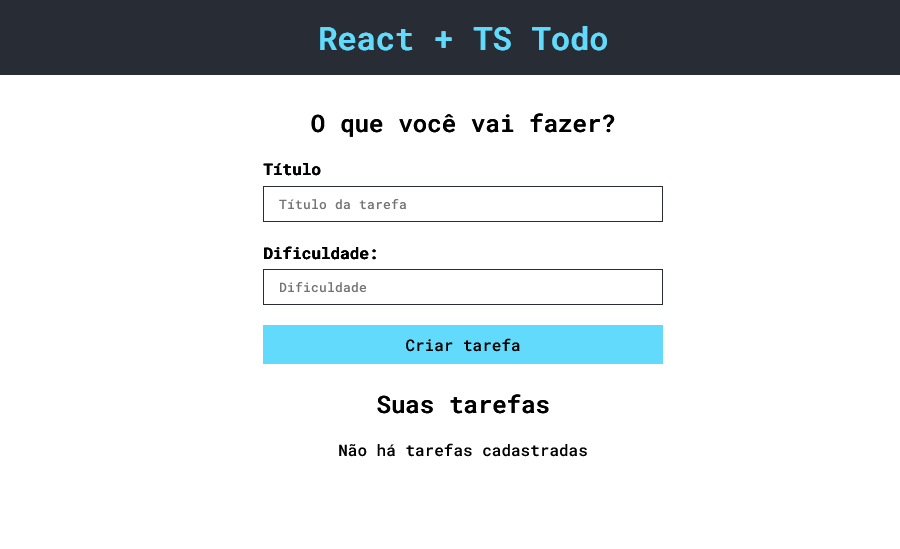 React + TS Todo
O que você vai fazer?
Título
Título da tarefa
Dificuldade:
Dificuldade
Criar tarefa
Suas tarefas
Não há tarefas cadastradas